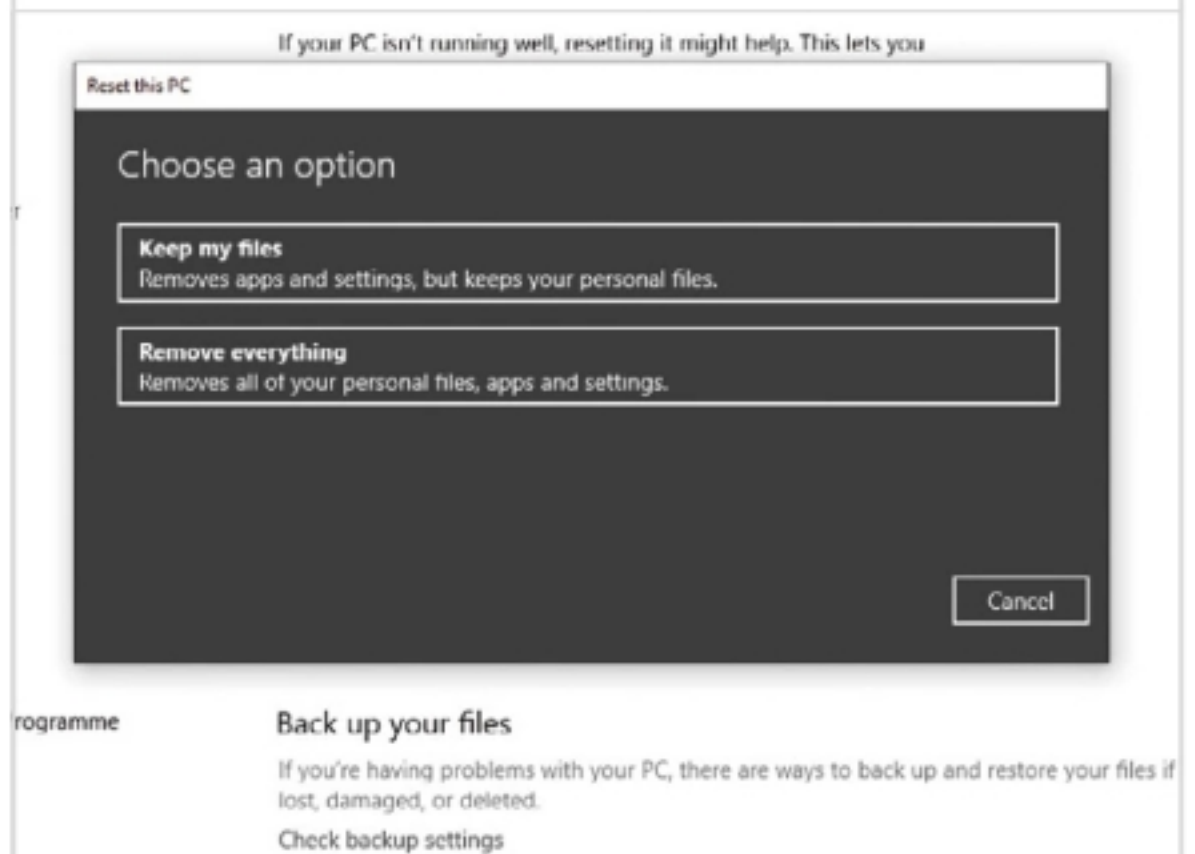 If your PC isn't running well, resetting it might help. This lets you
Reset this PC
Choose an option
r
Keep my files
Removes apps and settings, but keeps your personal files.
Remove everything
Removes all of your personal files, apps and settings.
Cancel
rogramme
Back up your files
If you're having problems with your PC, there are ways to back up and restore your files if
lost, damaged, or deleted.
Check backup settings